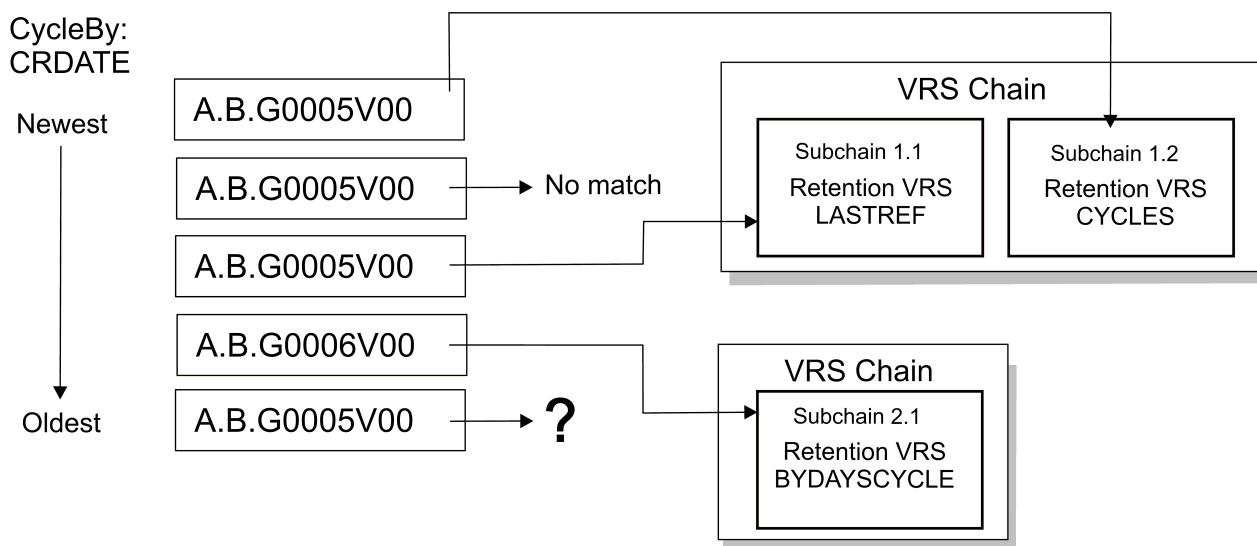 CycleBy:
CRDATE
Newest
Oldest
A.B.G0005V00
A.B.G0005V00
No match
A.B.G0005V00
A.B.G0006V00
A.B.G0005V00
?
VRS Chain
Subchain 1.1
Retention VRS
LASTREF
Subchain 1.2
Retention VRS
CYCLES
VRS Chain
Subchain 2.1
Retention VRS
BYDAYSCYCLE